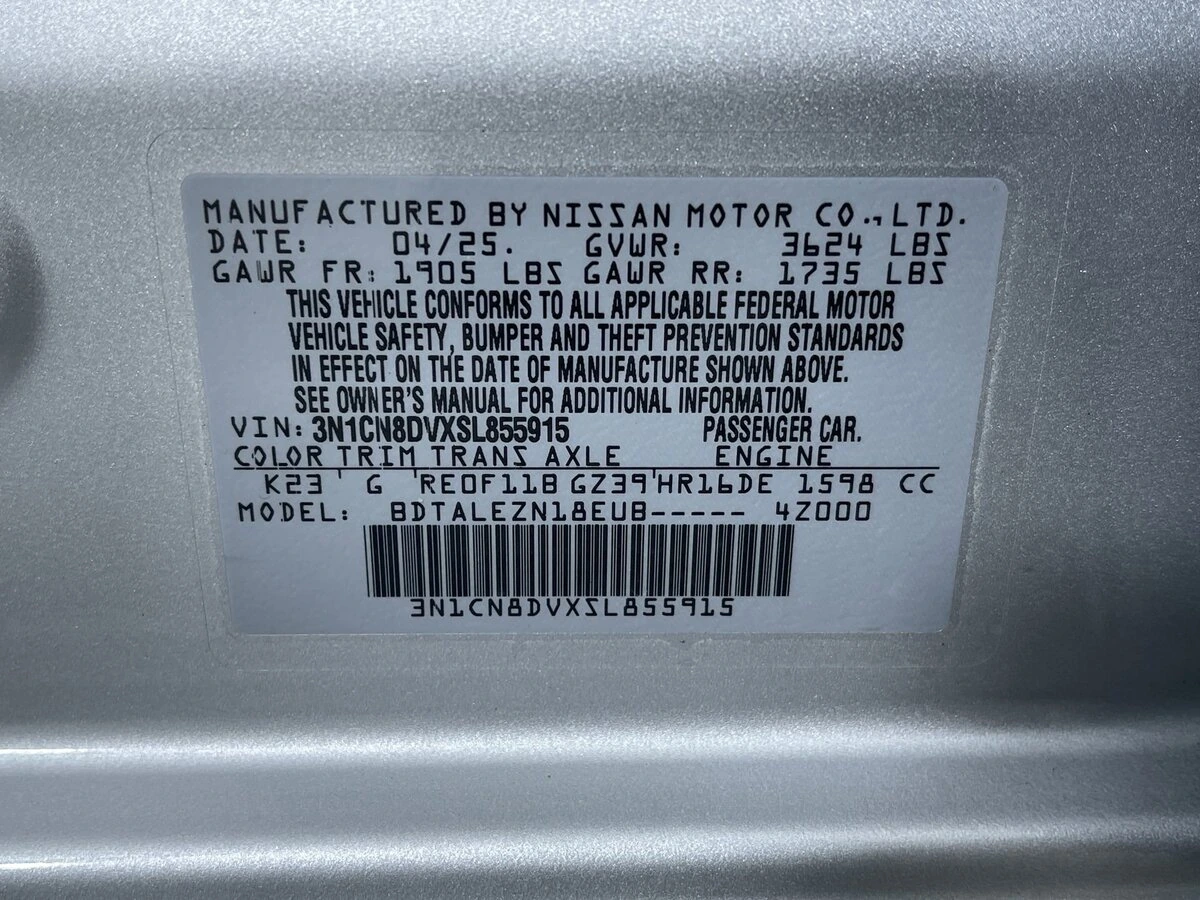 MANUFACTURED BY NISSAN MOTOR CO., LTD.
DATE: 04/25. GVWR: 3624 LBS
GAWR FR: 1905 LBS GAWR RR: 1735 LBS
THIS VEHICLE CONFORMS TO ALL APPLICABLE FEDERAL MOTOR
VEHICLE SAFETY, BUMPER AND THEFT PREVENTION STANDARDS
IN EFFECT ON THE DATE OF MANUFACTURE SHOWN ABOVE.
SEE OWNER'S MANUAL FOR ADDITIONAL INFORMATION.
VIN: 3N1CN8DVXSL855915 PASSENGER CAR.
COLOR TRIM TRANS AXLE ENGINE
K23 ' G ' RE0F11B GZ39 ' HR16DE 1598 CC
MODEL: BDTALEZN18EUB----- 4Z000
3N1CN8DVXSL855915